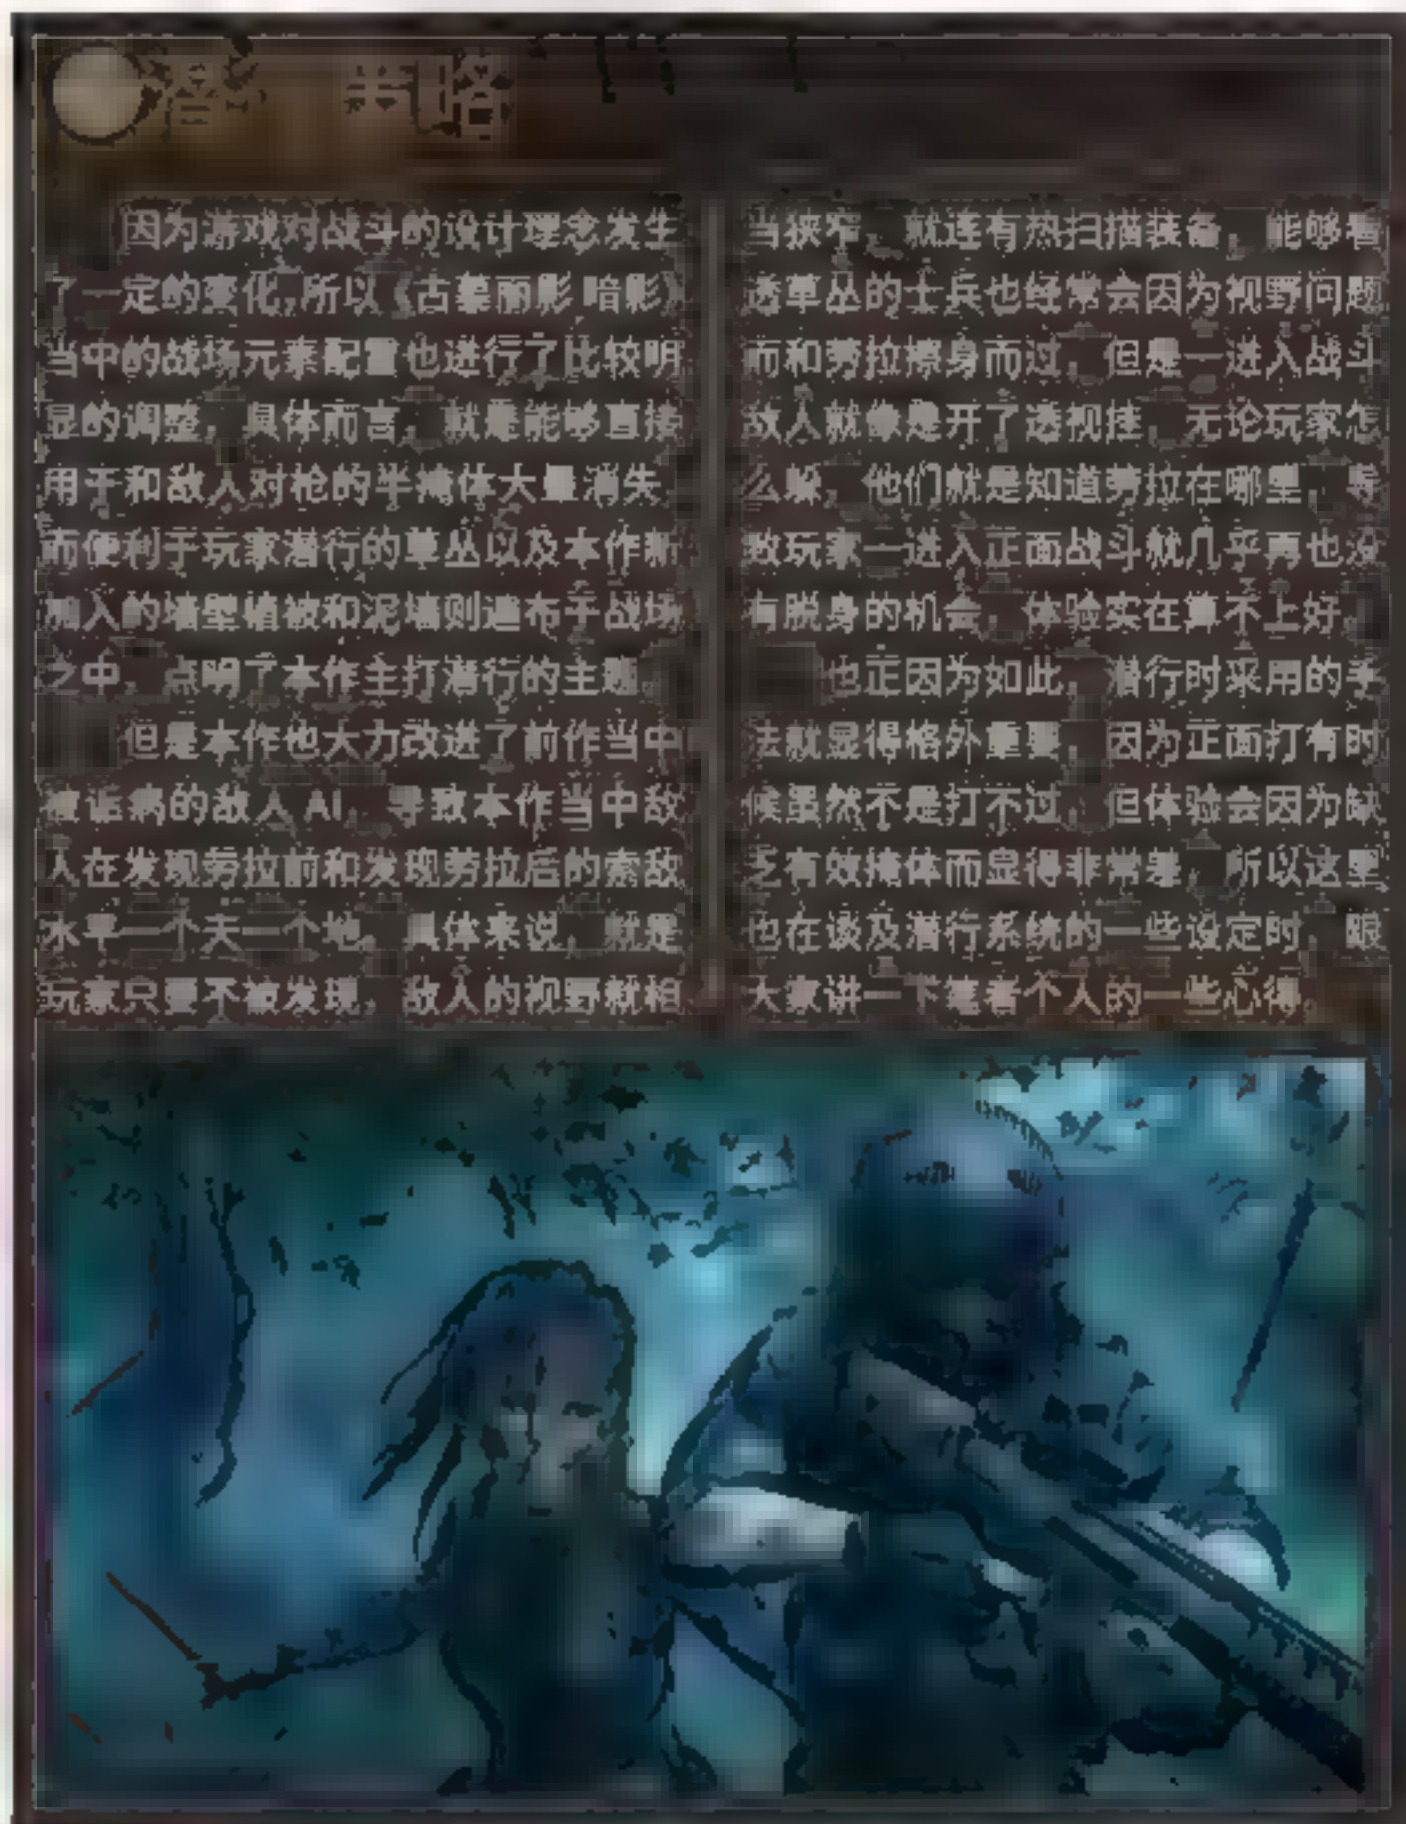 策略
因为游戏对战斗的设计理念发生
了一定的变化，所以《古墓丽影 暗影》
当中的战场元素配置也进行了比较明
显的调整，具体而言，就是能够直接
用于和敌人对枪的半掩体大量消失，
而便利于玩家潜行的草丛以及本作新
加入的墙壁植被和泥墙则遍布于战场
之中，点明了本作主打潜行的主题。
但是本作也大力改进了前作当中
被诟病的敌人 AI，导致本作当中敌
人在发现劳拉前和发现劳拉后的索敌
水平一个天一个地。具体来说，就是
玩家只要不被发现，敌人的视野就相
当狭窄，就连有热扫描装备，能够看
透草丛的士兵也经常会因为视野问题
而和劳拉擦身而过，但是一进入战斗
敌人就像是开了透视挂，无论玩家怎
么躲，他们就是知道劳拉在哪里，导
致玩家一进入正面战斗就几乎再也没
有脱身的机会，体验实在算不上好。
也正因为如此，潜行时采用的手
法就显得格外重要，因为正面打有时
候虽然不是打不过，但体验会因为缺
乏有效掩体而显得非常差，所以这里
也在谈及潜行系统的一些设定时，跟
大家讲一下笔者个人的一些心得。